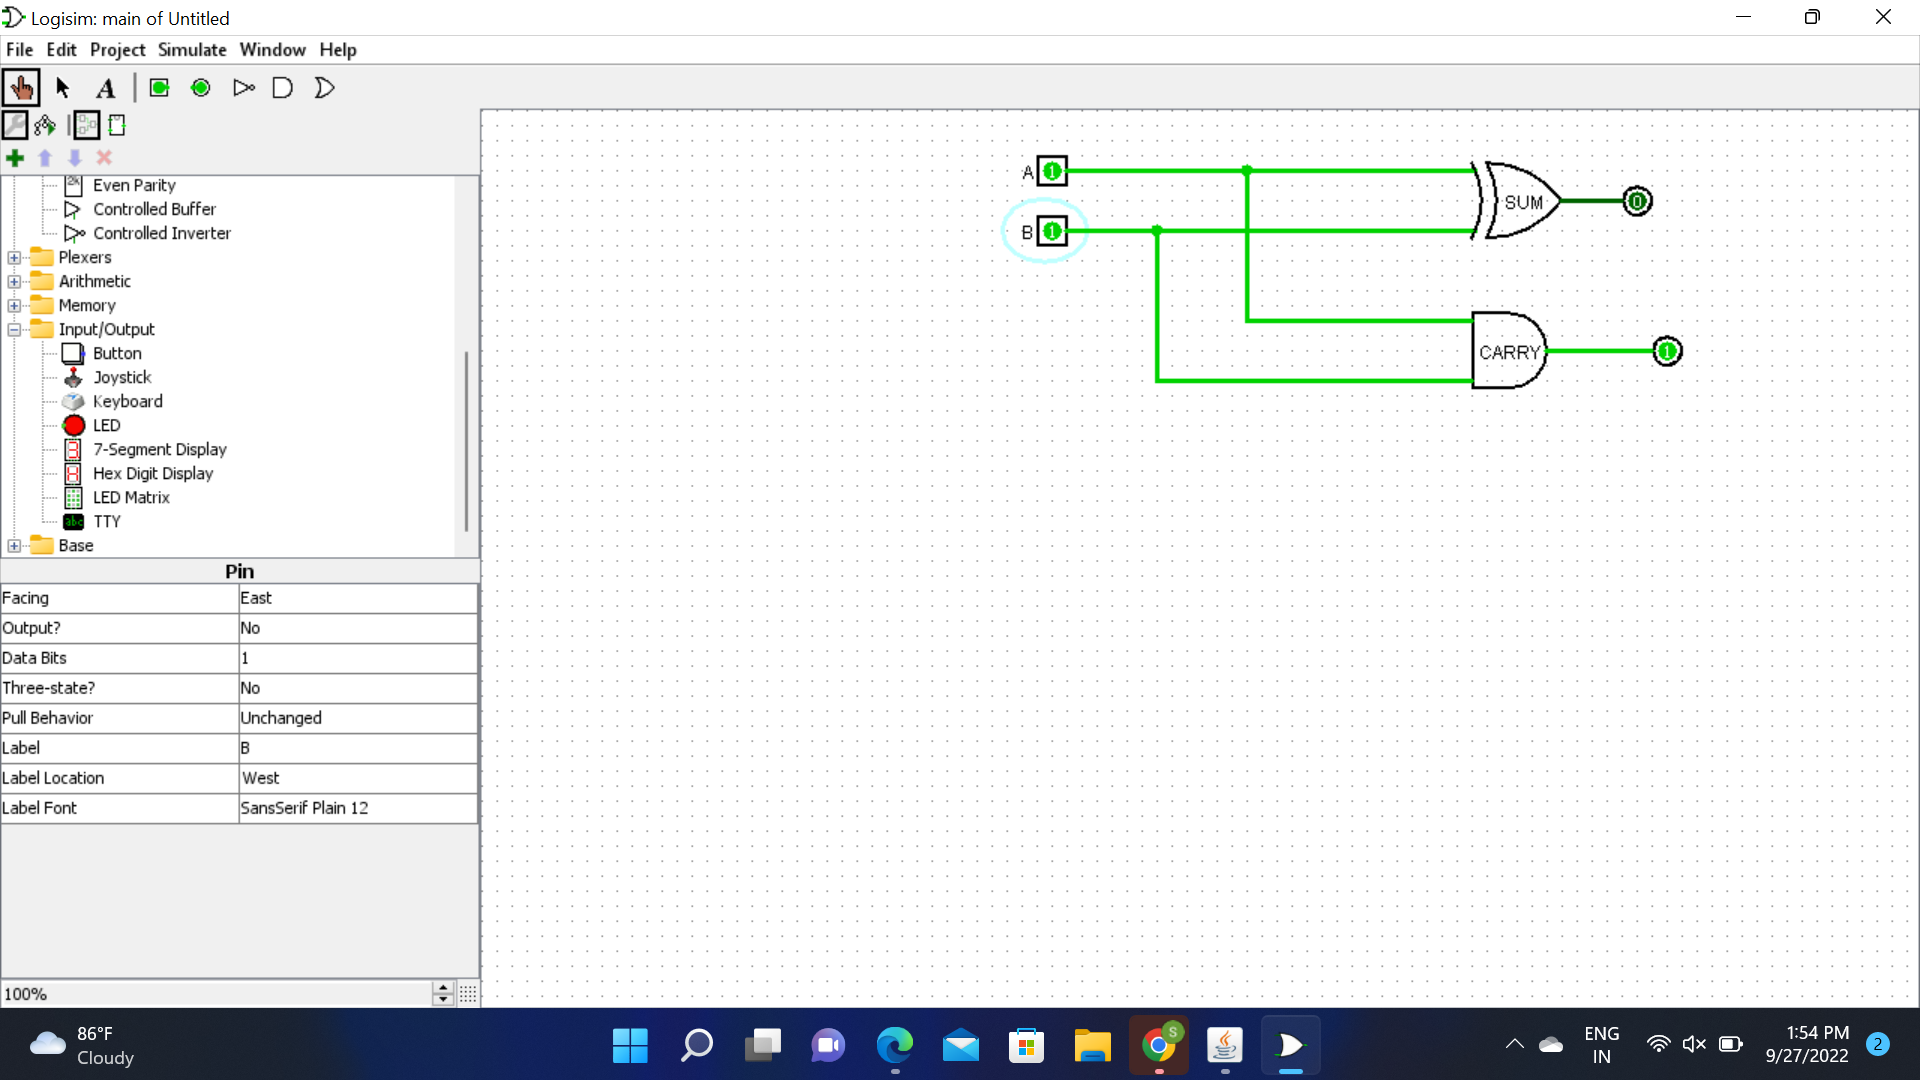 Logisim: main of Untitled
File Edit Project Simulate Window Help
A
Even Parity
Controlled Buffer
Controlled Inverter
Plexers
Arithmetic
Memory
Input/Output
Button
Joystick
Keyboard
LED
7-Segment Display
Hex Digit Display
LED Matrix
abc TTY
Base
Pin
Facing East
Output? No
Data Bits 1
Three-state? No
Pull Behavior Unchanged
Label B
Label Location West
Label Font SansSerif Plain 12
100%
A 1
B 1
SUM 0
CARRY 1
86°F
Cloudy
S
ENG
IN
1:54 PM
9/27/2022
2